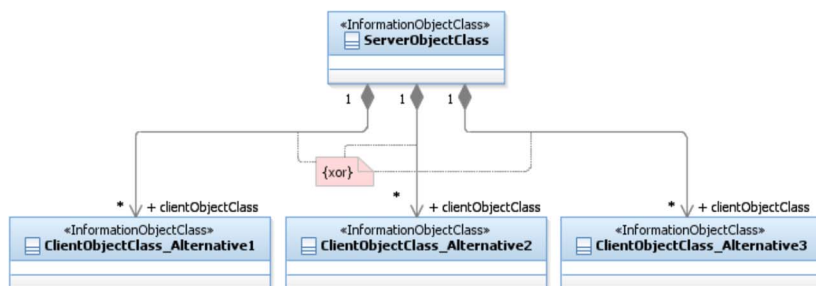 «InformationObjectClass»
ServerObjectClass
1 1 1
{xor}
* + clientObjectClass * + clientObjectClass * + clientObjectClass
«InformationObjectClass» «InformationObjectClass» «InformationObjectClass»
ClientObjectClass_Alternative1 ClientObjectClass_Alternative2 ClientObjectClass_Alternative3